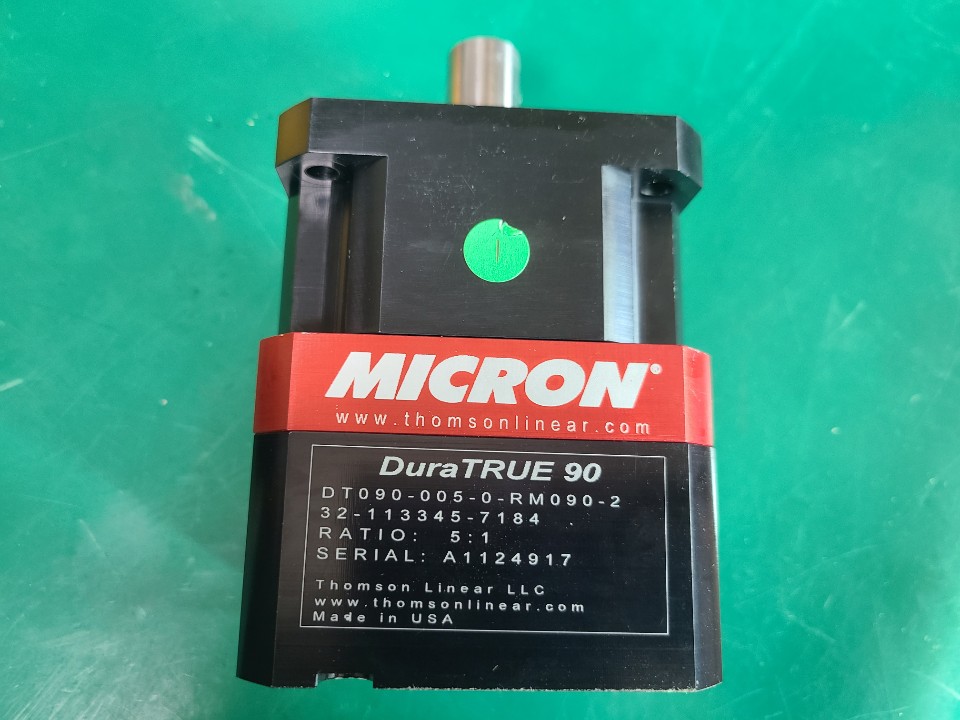 MICRON®
www.thomsonlinear.com
DuraTRUE 90
DT090-005-0-RM090-2
32-113345-7184
RATIO: 5:1
SERIAL: A1124917
Thomson Linear LLC
www.thomsonlinear.com
Made in USA